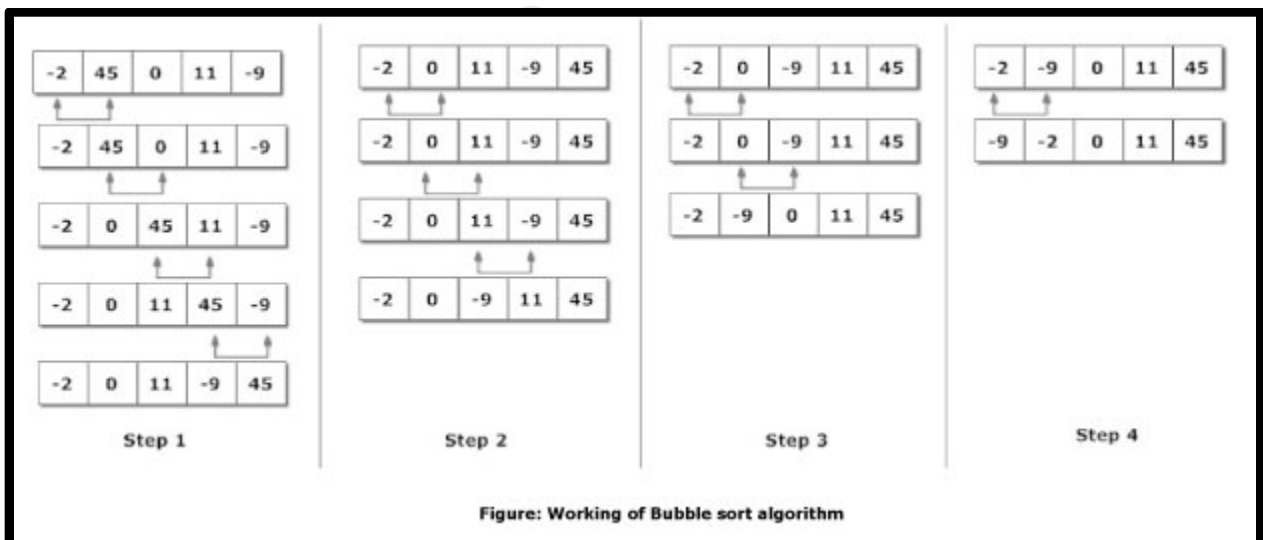 -2 45 0 11 -9
-2 45 0 11 -9
-2 0 45 11 -9
-2 0 11 45 -9
-2 0 11 -9 45
Step 1
-2 0 11 -9 45
-2 0 11 -9 45
-2 0 11 -9 45
-2 0 -9 11 45
Step 2
-2 0 -9 11 45
-2 0 -9 11 45
-2 -9 0 11 45
Step 3
-2 -9 0 11 45
-9 -2 0 11 45
Step 4
Figure: Working of Bubble sort algorithm